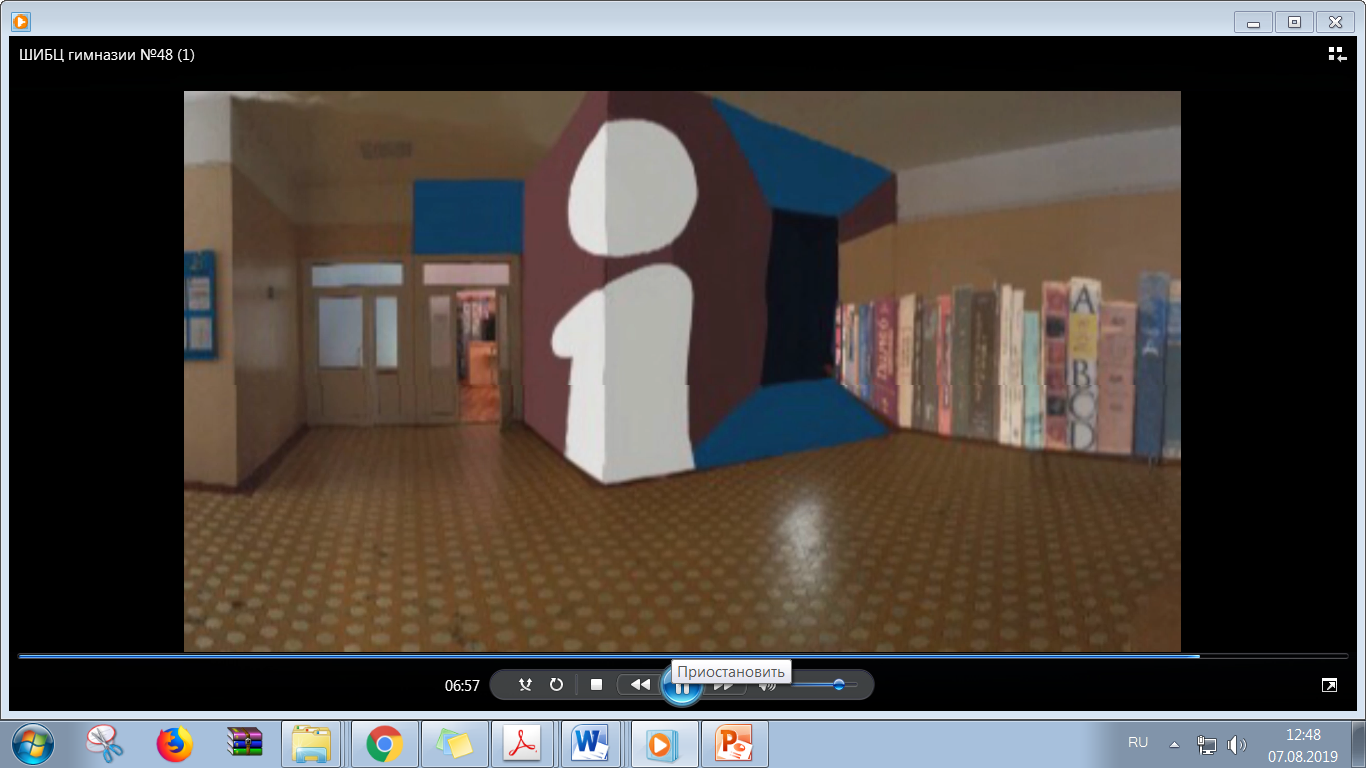 ШИБЦ гимназии №48 (1)
i
A
B
C
D
06:57
Приостановить
RU
12:48
07.08.2019